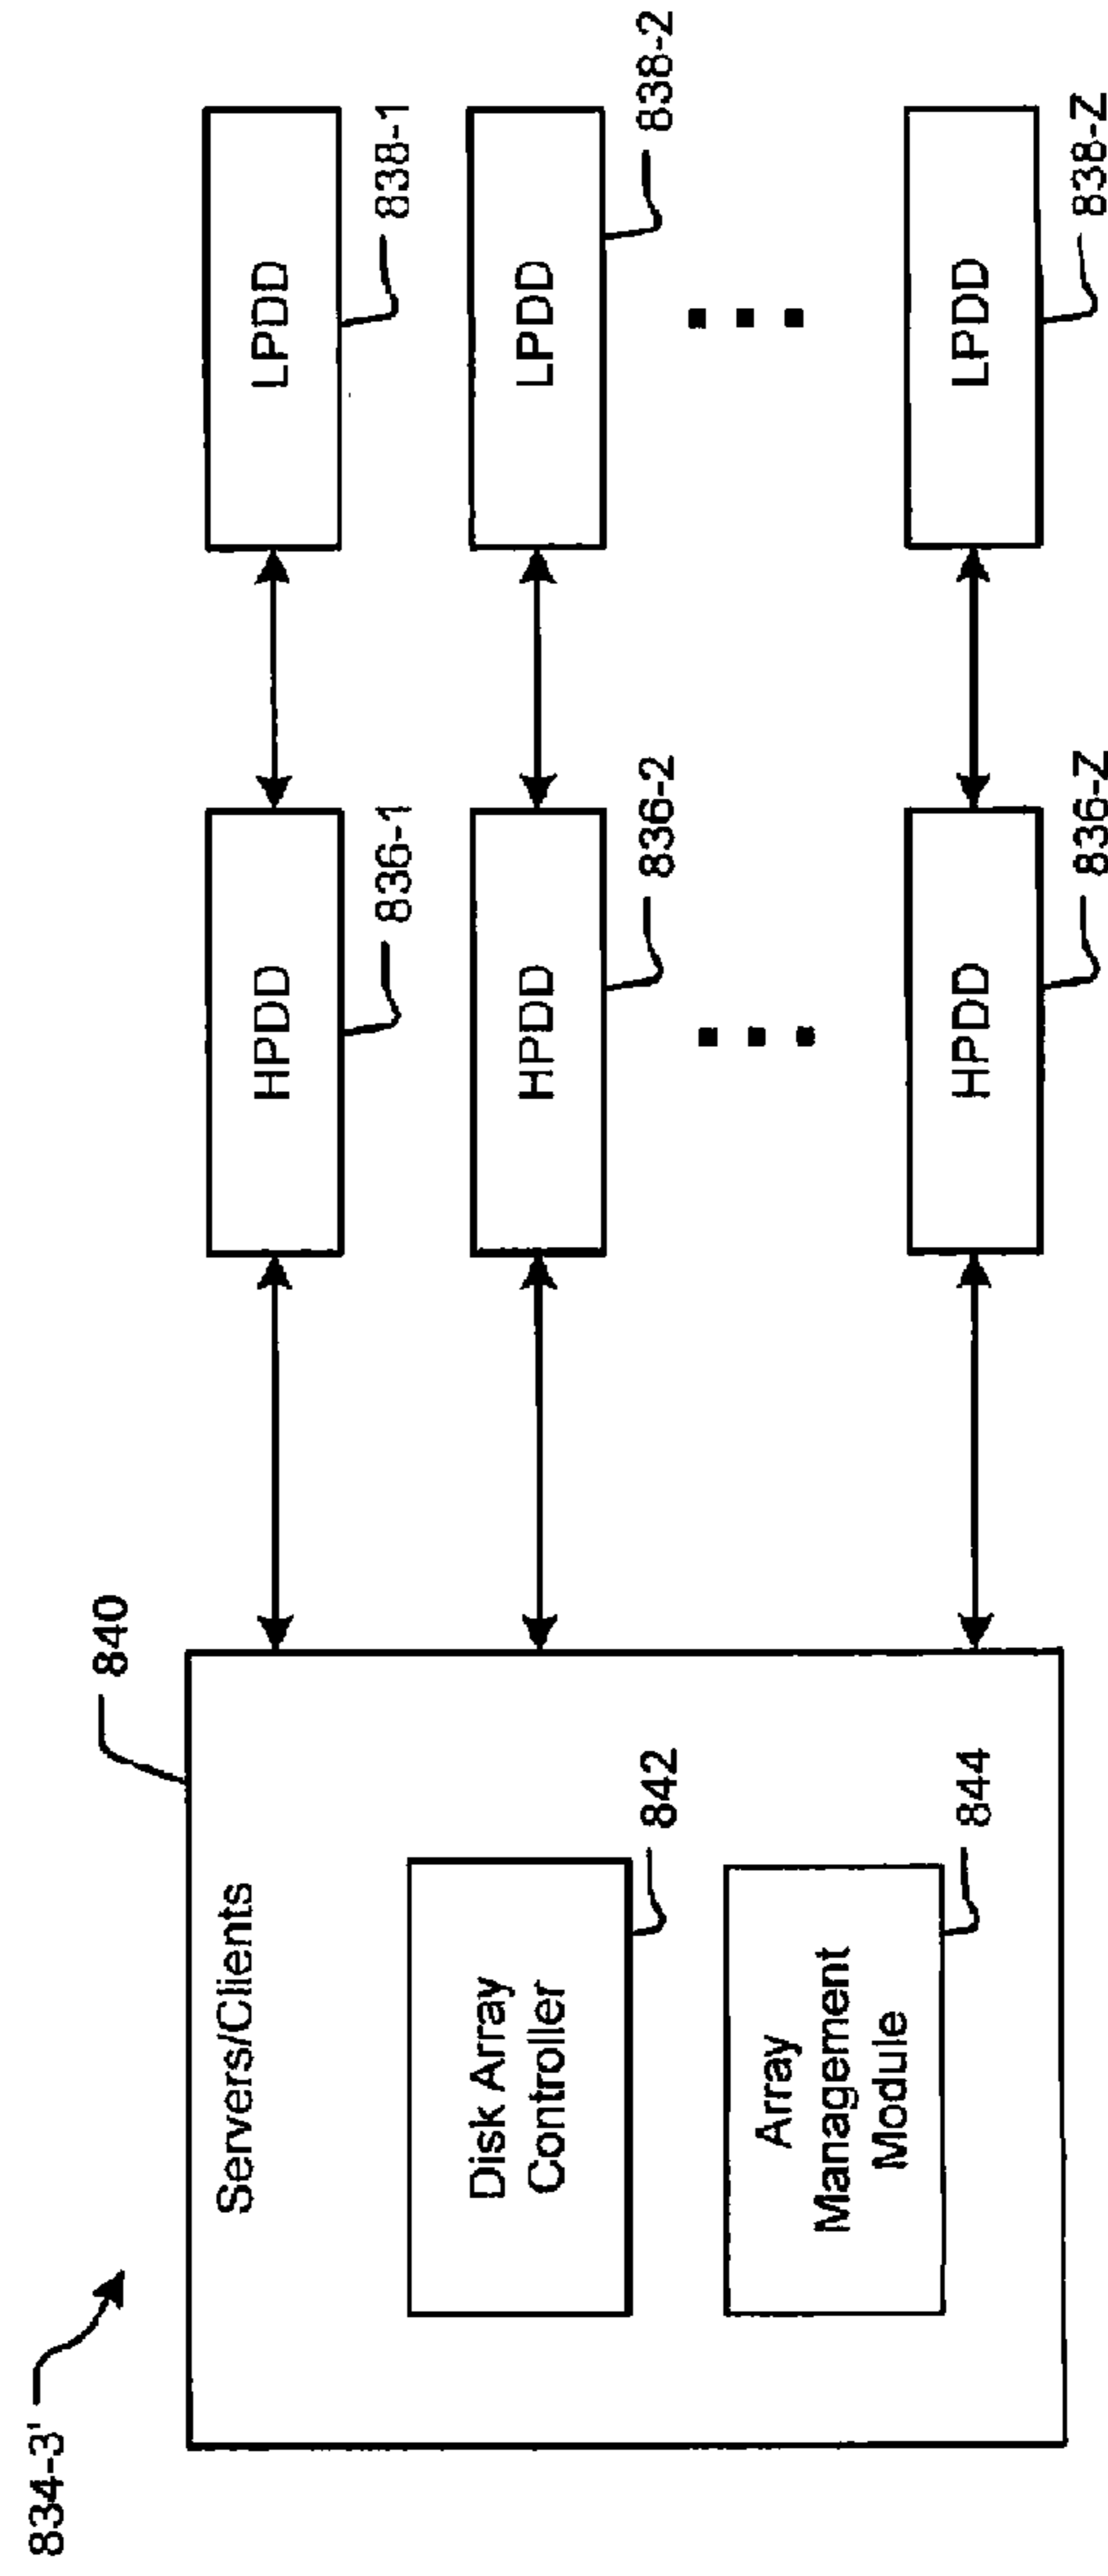 834-3'
840
Servers/Clients
Disk Array
Controller
842
Array
Management
Module
844
HPDD
836-1
LPDD
838-1
HPDD
836-2
LPDD
838-2
HPDD
836-Z
LPDD
838-Z